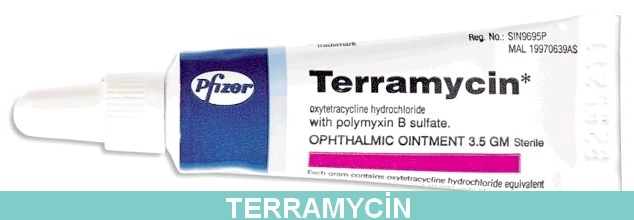 Reg. No.: SIN9695P
MAL 19970639AS
trademark
Pfizer
Terramycin*
oxytetracycline hydrochloride
with polymyxin B sulfate.
OPHTHALMIC OINTMENT 3.5 GM Sterile
Each gram contains oxytetracycline hydrochloride equivalent
TERRAMYCİN